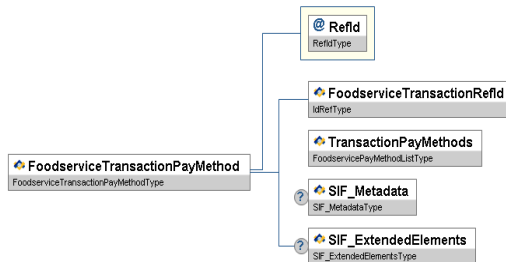 @ RefId
RefIdType
FoodserviceTransactionRefId
IdRefType
FoodserviceTransactionPayMethod
FoodserviceTransactionPayMethodType
TransactionPayMethods
FoodservicePayMethodListType
? SIF_Metadata
SIF_MetadataType
? SIF_ExtendedElements
SIF_ExtendedElementsType